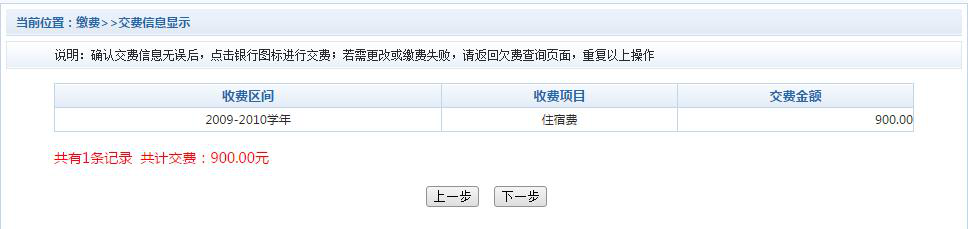 当前位置：缴费>>交费信息显示
说明：确认交费信息无误后，点击银行图标进行交费；若需更改或缴费失败，请返回欠费查询页面，重复以上操作
收费区间 收费项目 交费金额
2009-2010学年 住宿费 900.00
共有1条记录 共计交费：900.00元
上一步 下一步